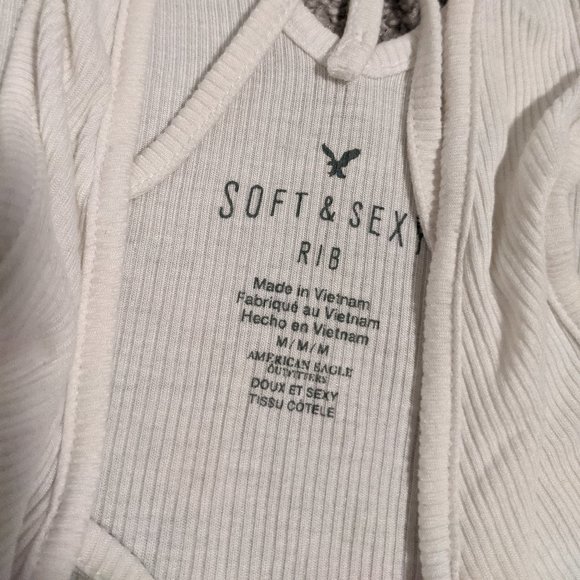 SOFT & SEXY
RIB
Made in Vietnam
Fabriqué au Vietnam
Hecho en Vietnam
M/M/M
AMERICAN EAGLE
OUTFITTERS
DOUX ET SEXY
TISSU CÔTELÉ